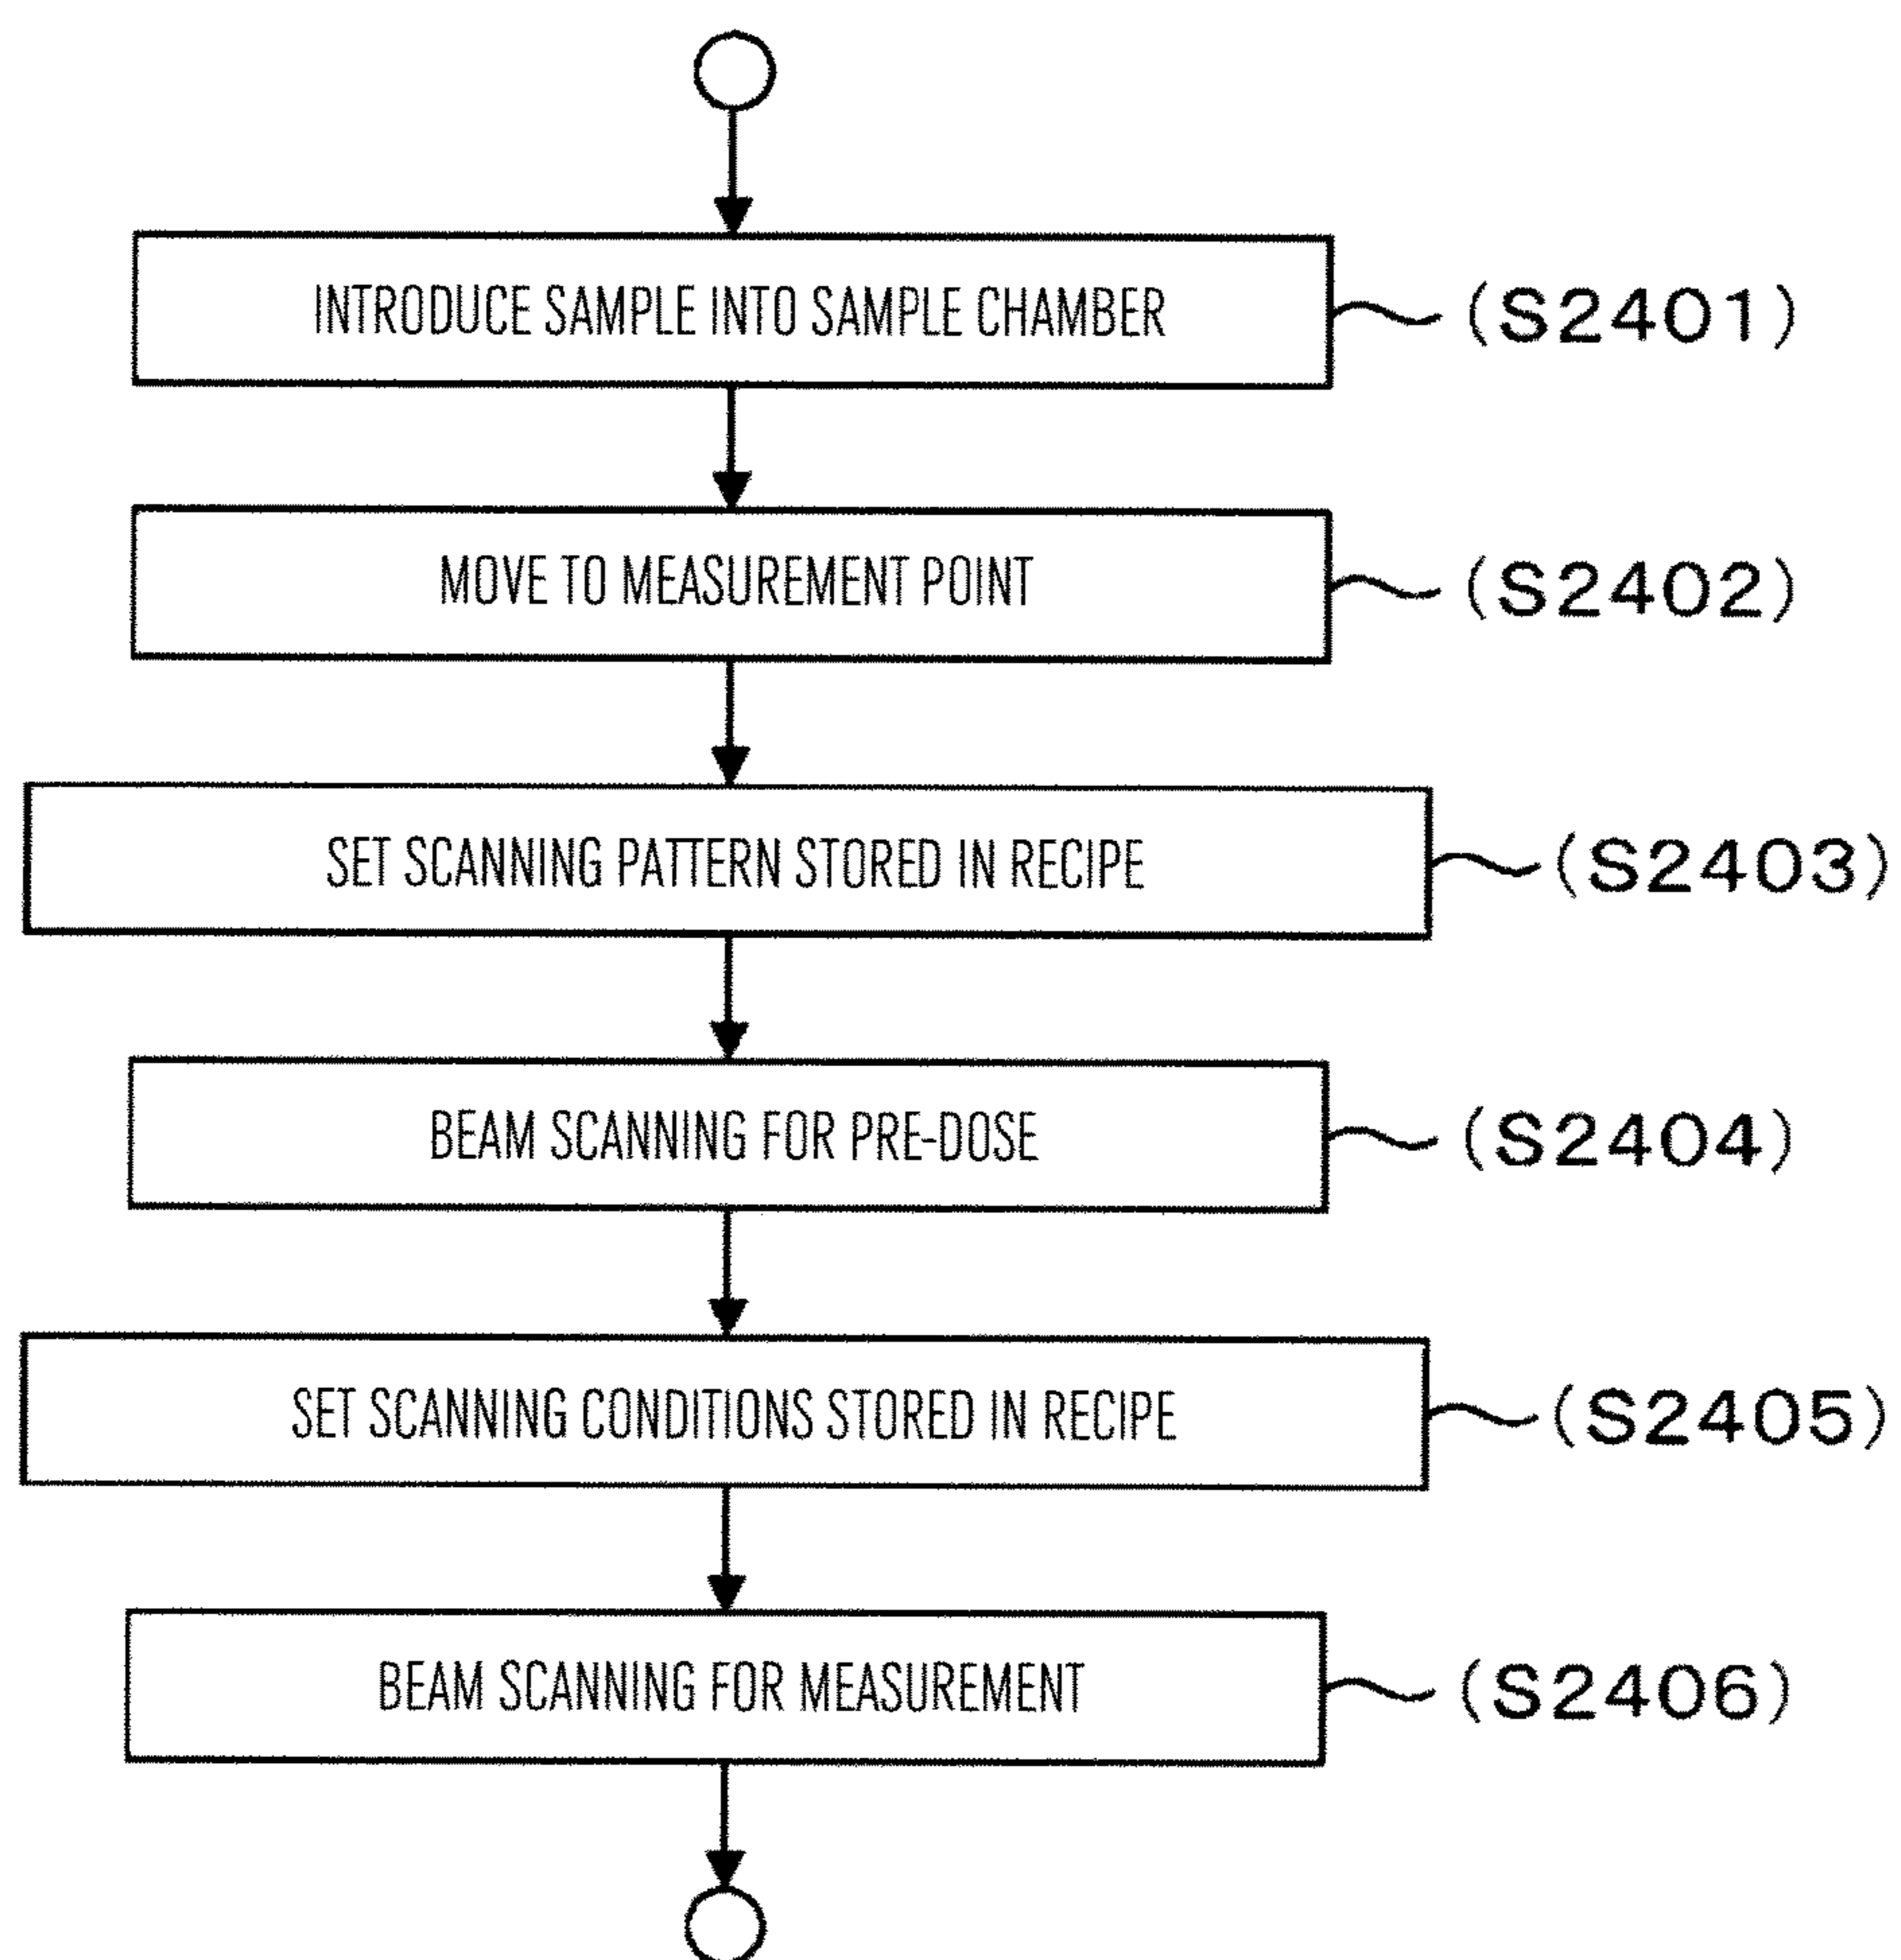 INTRODUCE SAMPLE INTO SAMPLE CHAMBER (S2401)
MOVE TO MEASUREMENT POINT (S2402)
SET SCANNING PATTERN STORED IN RECIPE (S2403)
BEAM SCANNING FOR PRE-DOSE (S2404)
SET SCANNING CONDITIONS STORED IN RECIPE (S2405)
BEAM SCANNING FOR MEASUREMENT (S2406)